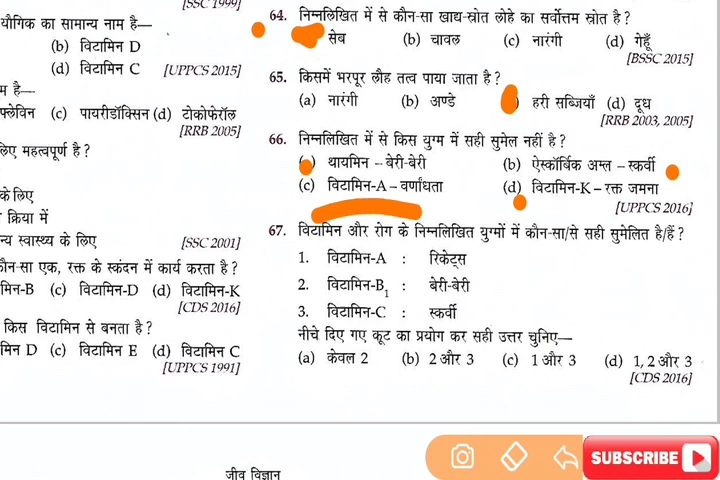 [SSC 1999]
यौगिक का सामान्य नाम है—
(b) विटामिन D
(d) विटामिन C [UPPCS 2015]
म है—
फ्लेविन (c) पायरीडॉक्सिन (d) टोकोफेरॉल
[RRB 2005]
लिए महत्वपूर्ण है ?
के लिए
क्रिया में
न्य स्वास्थ्य के लिए [SSC 2001]
कौन-सा एक, रक्त के स्कंदन में कार्य करता है ?
मिन-B (c) विटामिन-D (d) विटामिन-K
[CDS 2016]
किस विटामिन से बनता है ?
मिन D (c) विटामिन E (d) विटामिन C
[UPPCS 1991]
64. निम्नलिखित में से कौन-सा खाद्य-स्रोत लोहे का सर्वोत्तम स्रोत है ?
सेब (b) चावल (c) नारंगी (d) गेहूँ
[BSSC 2015]
65. किसमें भरपूर लौह तत्व पाया जाता है ?
(a) नारंगी (b) अण्डे हरी सब्जियाँ (d) दूध
[RRB 2003, 2005]
66. निम्नलिखित में से किस युग्म में सही सुमेल नहीं है ?
थायमिन – बेरी-बेरी (b) ऐस्कॉर्बिक अम्ल – स्कर्वी
(c) विटामिन-A – वर्णांधता (d) विटामिन-K – रक्त जमना
[UPPCS 2016]
67. विटामिन और रोग के निम्नलिखित युग्मों में कौन-सा/से सही सुमेलित है/हैं ?
1. विटामिन-A : रिकेट्स
2. विटामिन-B₁ : बेरी-बेरी
3. विटामिन-C : स्कर्वी
नीचे दिए गए कूट का प्रयोग कर सही उत्तर चुनिए—
(a) केवल 2 (b) 2 और 3 (c) 1 और 3 (d) 1, 2 और 3
[CDS 2016]
जीव विज्ञान
SUBSCRIBE